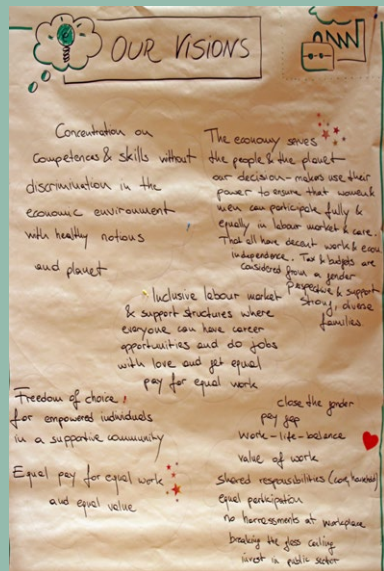 OUR VISIONS
Concentration on
competences & skills without
discrimination in the
economic environment
with healthy nations
and planet
The economy serves
the people & the planet
our decision-makers use their
power to ensure that women &
men can participate fully &
equally in labour market & care.
That all have decent work & econ.
independence. Tax & budgets are
considered from a gender
perspective & support
strong, diverse
families
Inclusive labour market
& support structures where
everyone can have career
opportunities and do jobs
with love and get equal
pay for equal work
Freedom of choice
for empowered individuals
in a supportive community
Equal pay for equal work
and equal value
close the gender
pay gap
work-life-balance
value of work
shared responsibilities (care,
equal participation
no harrassments at workplace
breaking the glass ceiling
invest in public sector